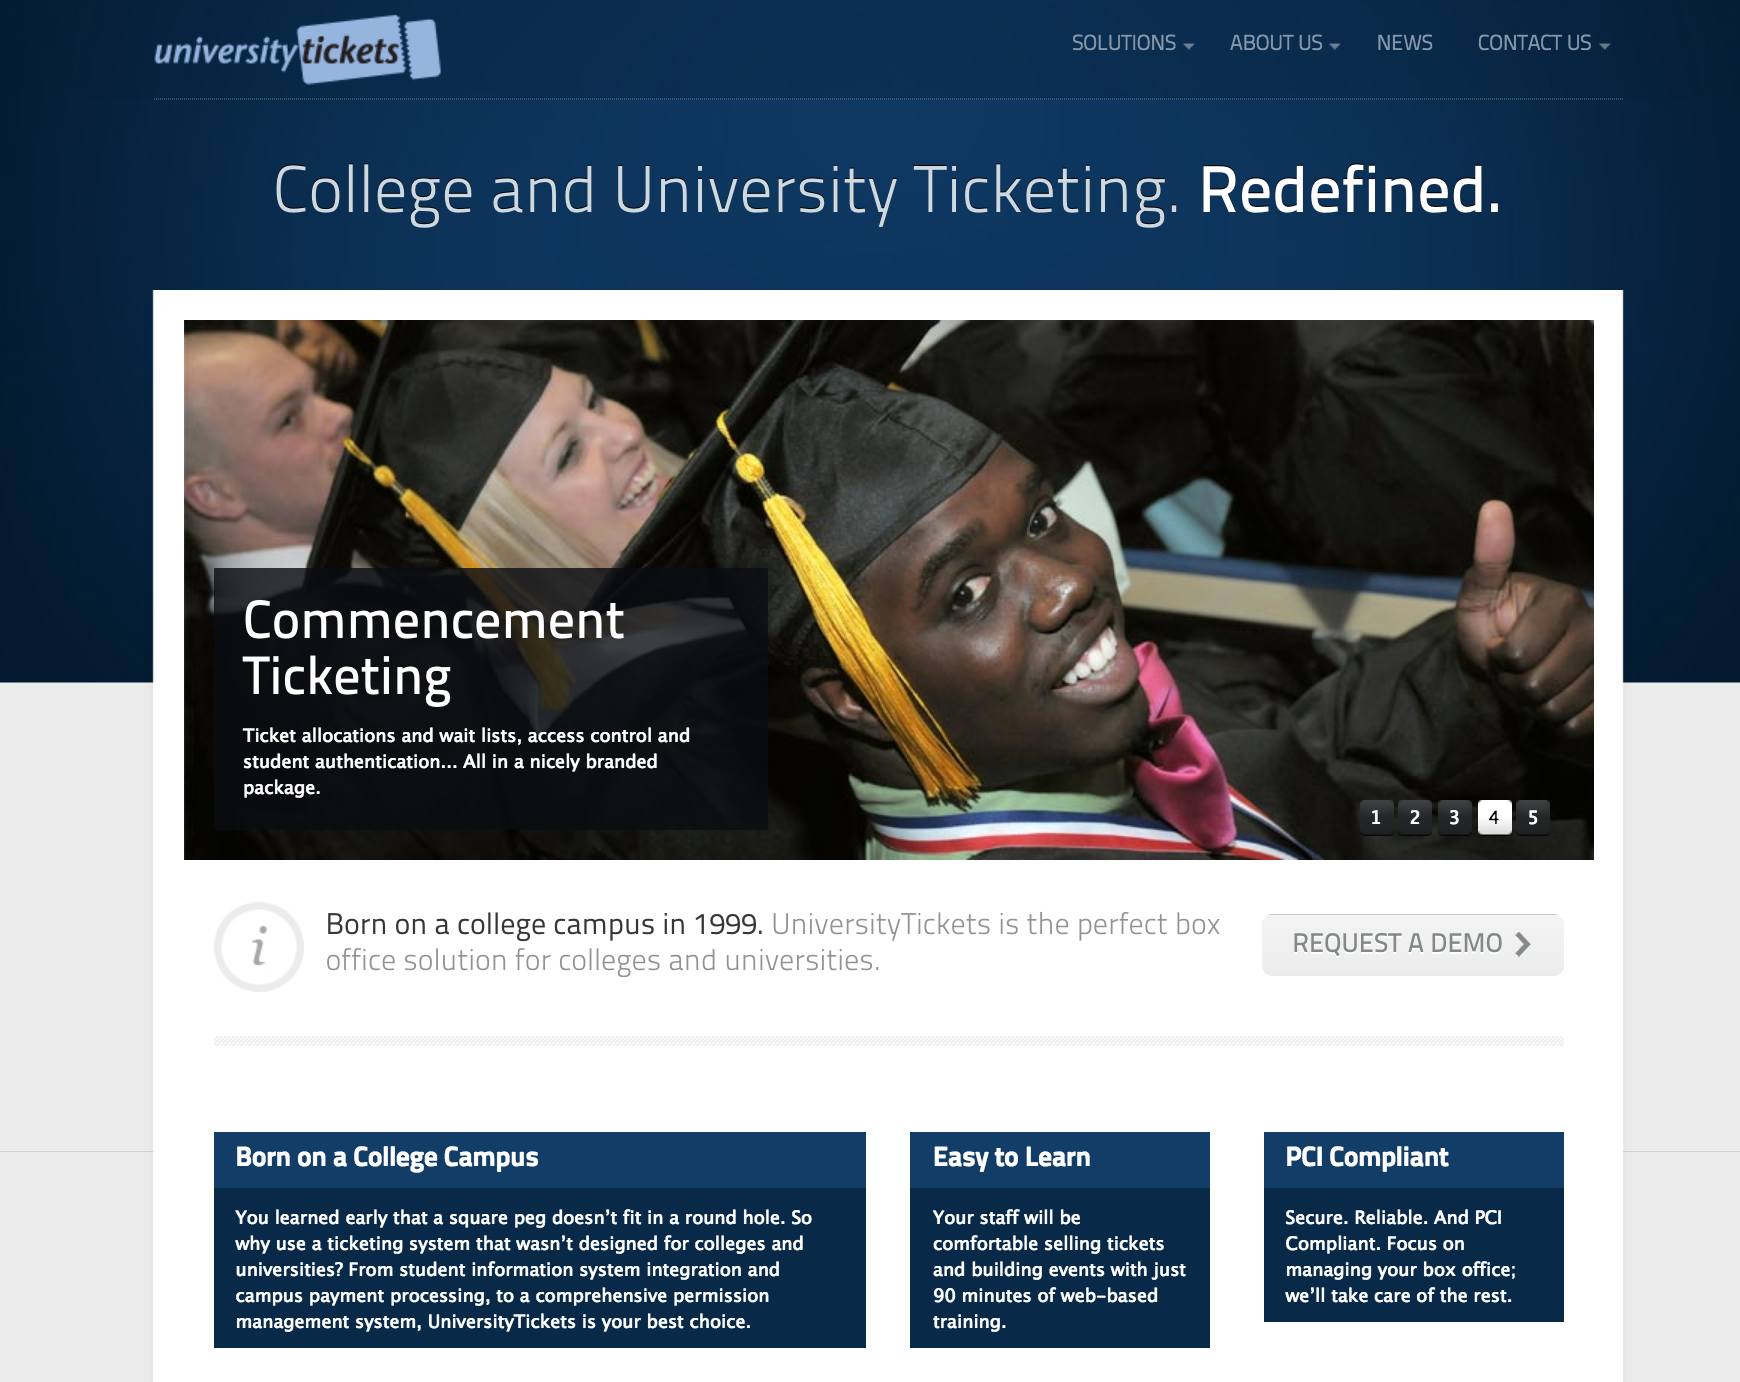 universitytickets
SOLUTIONS ABOUT US NEWS CONTACT US
College and University Ticketing. Redefined.
Commencement
Ticketing
Ticket allocations and wait lists, access control and
student authentication... All in a nicely branded
package.
1 2 3 4 5
i
Born on a college campus in 1999. UniversityTickets is the perfect box
office solution for colleges and universities.
REQUEST A DEMO
Born on a College Campus
You learned early that a square peg doesn’t fit in a round hole. So
why use a ticketing system that wasn’t designed for colleges and
universities? From student information system integration and
campus payment processing, to a comprehensive permission
management system, UniversityTickets is your best choice.
Easy to Learn
Your staff will be
comfortable selling tickets
and building events with just
90 minutes of web-based
training.
PCI Compliant
Secure. Reliable. And PCI
Compliant. Focus on
managing your box office;
we’ll take care of the rest.